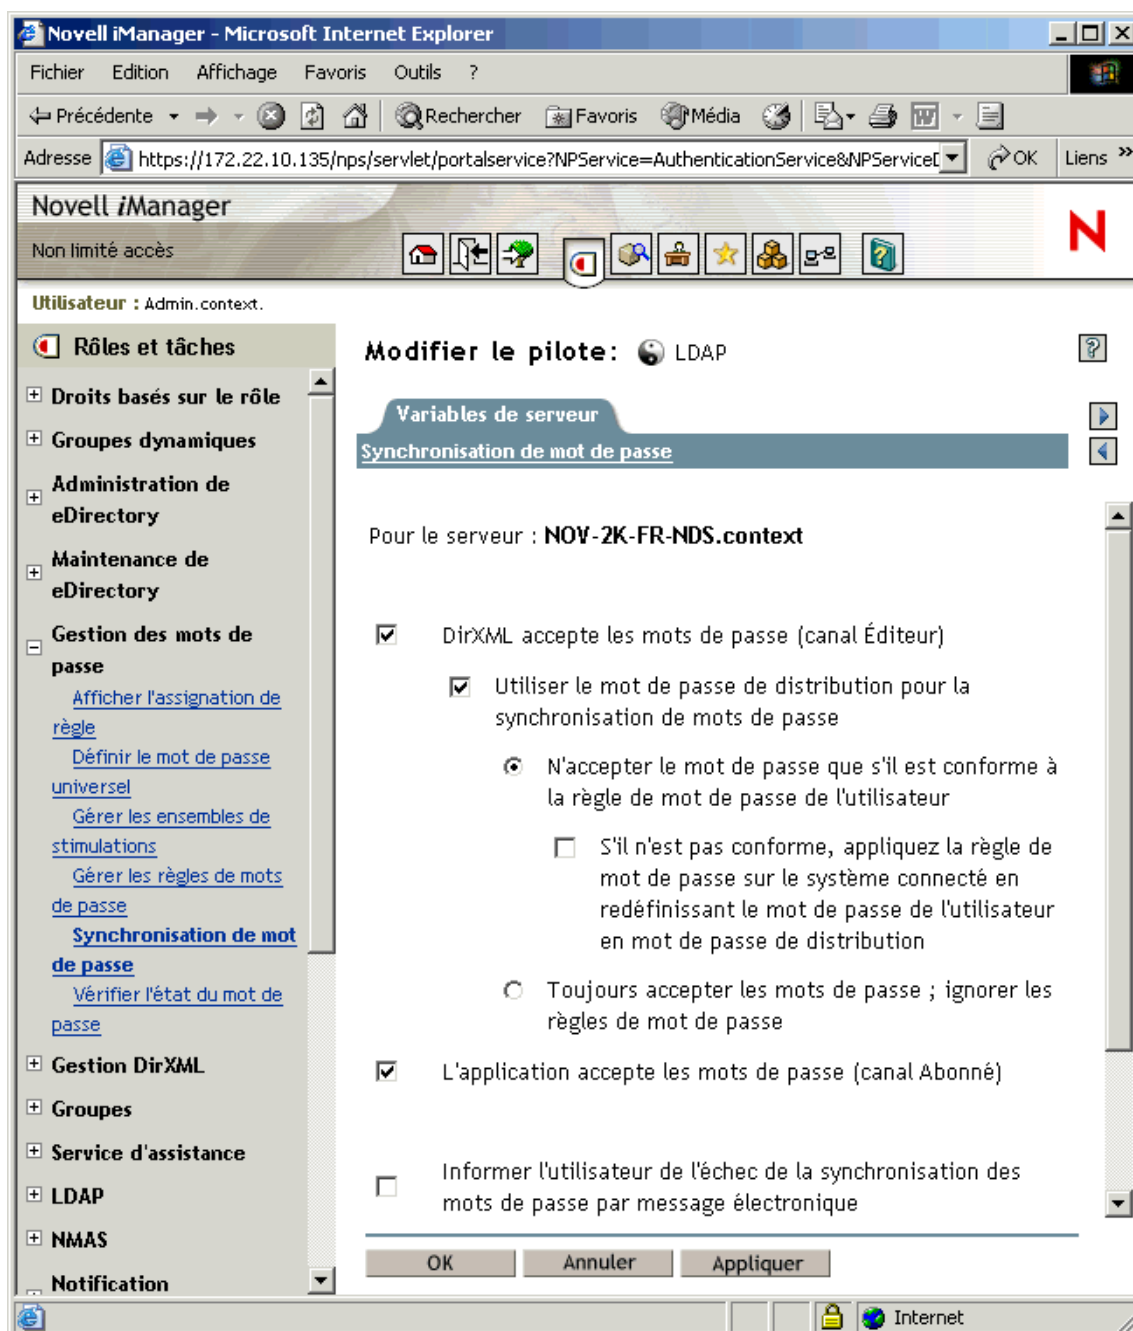 Novell iManager - Microsoft Internet Explorer
Fichier Edition Affichage Favoris Outils ?
Précédente Rechercher Favoris Média
Adresse https://172.22.10.135/nps/servlet/portalservice?NPService=AuthenticationService&NPService OK Liens »
Novell iManager
Non limité accès
N
Utilisateur : Admin.context.
Rôles et tâches
Droits basés sur le rôle
Groupes dynamiques
Administration de
eDirectory
Maintenance de
eDirectory
Gestion des mots de
passe
Afficher l'assignation de
règle
Définir le mot de passe
universel
Gérer les ensembles de
stimulations
Gérer les règles de mots
de passe
Synchronisation de mot
de passe
Vérifier l'état du mot de
passe
Gestion DirXML
Groupes
Service d'assistance
LDAP
NMAS
Notification
Modifier le pilote: LDAP
?
Variables de serveur
Synchronisation de mot de passe
Pour le serveur : NOV-2K-FR-NDS.context
DirXML accepte les mots de passe (canal Éditeur)
Utiliser le mot de passe de distribution pour la
synchronisation de mots de passe
N'accepter le mot de passe que s'il est conforme à
la règle de mot de passe de l'utilisateur
S'il n'est pas conforme, appliquez la règle de
mot de passe sur le système connecté en
redéfinissant le mot de passe de l'utilisateur
en mot de passe de distribution
Toujours accepter les mots de passe ; ignorer les
règles de mot de passe
L'application accepte les mots de passe (canal Abonné)
Informer l'utilisateur de l'échec de la synchronisation des
mots de passe par message électronique
OK Annuler Appliquer
Internet